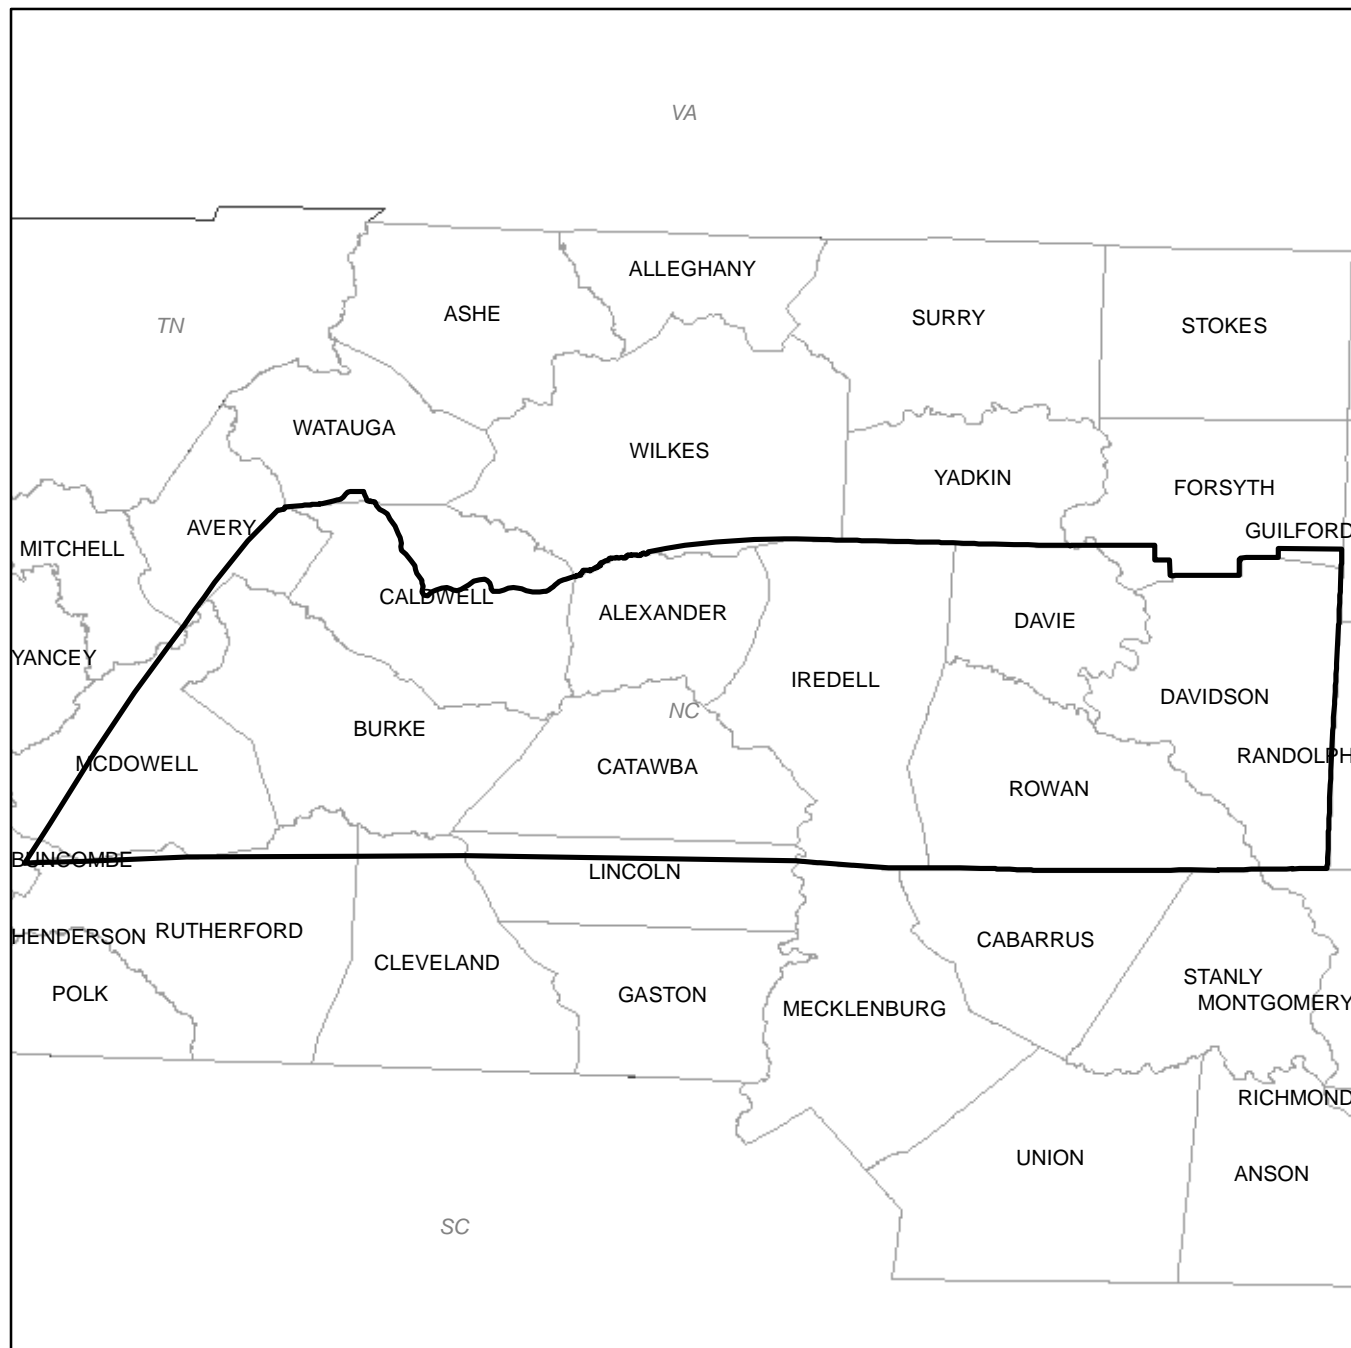 VA
ALLEGHANY
ASHE
SURRY
TN
STOKES
WATAUGA
WILKES
YADKIN
FORSYTH
AVERY
GUILFORD
MITCHELL
CALDWELL
ALEXANDER
DAVIE
YANCEY
IREDELL
DAVIDSON
NC
BURKE
RANDOLPH
MCDOWELL
CATAWBA
ROWAN
BUNCOMBE
LINCOLN
RUTHERFORD
HENDERSON
CABARRUS
CLEVELAND
STANLY
POLK
GASTON
MONTGOMERY
MECKLENBURG
RICHMOND
UNION
ANSON
SC